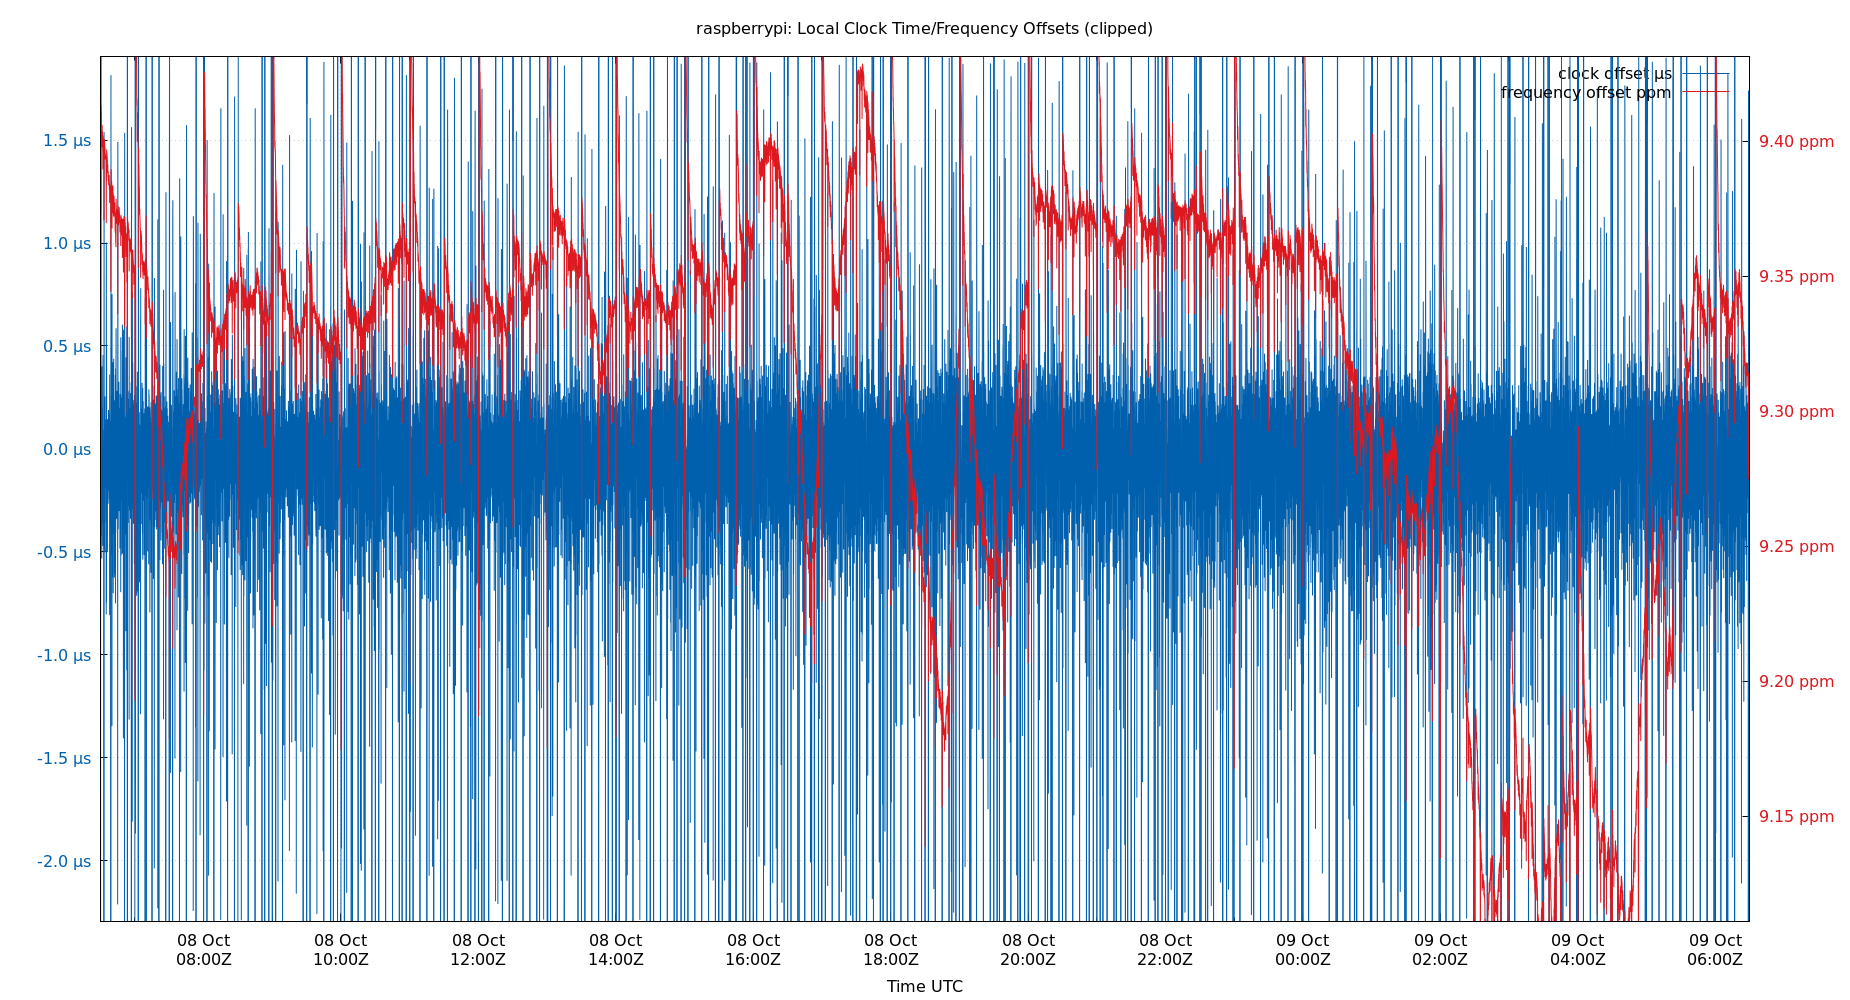 raspberrypi: Local Clock Time/Frequency Offsets (clipped)
clock offset µs
frequency offset ppm
1.5 µs
1.0 µs
0.5 µs
0.0 µs
-0.5 µs
-1.0 µs
-1.5 µs
-2.0 µs
9.40 ppm
9.35 ppm
9.30 ppm
9.25 ppm
9.20 ppm
9.15 ppm
08 Oct 08 Oct 08 Oct 08 Oct 08 Oct 08 Oct 08 Oct 08 Oct 09 Oct 09 Oct 09 Oct 09 Oct
08:00Z 10:00Z 12:00Z 14:00Z 16:00Z 18:00Z 20:00Z 22:00Z 00:00Z 02:00Z 04:00Z 06:00Z
Time UTC